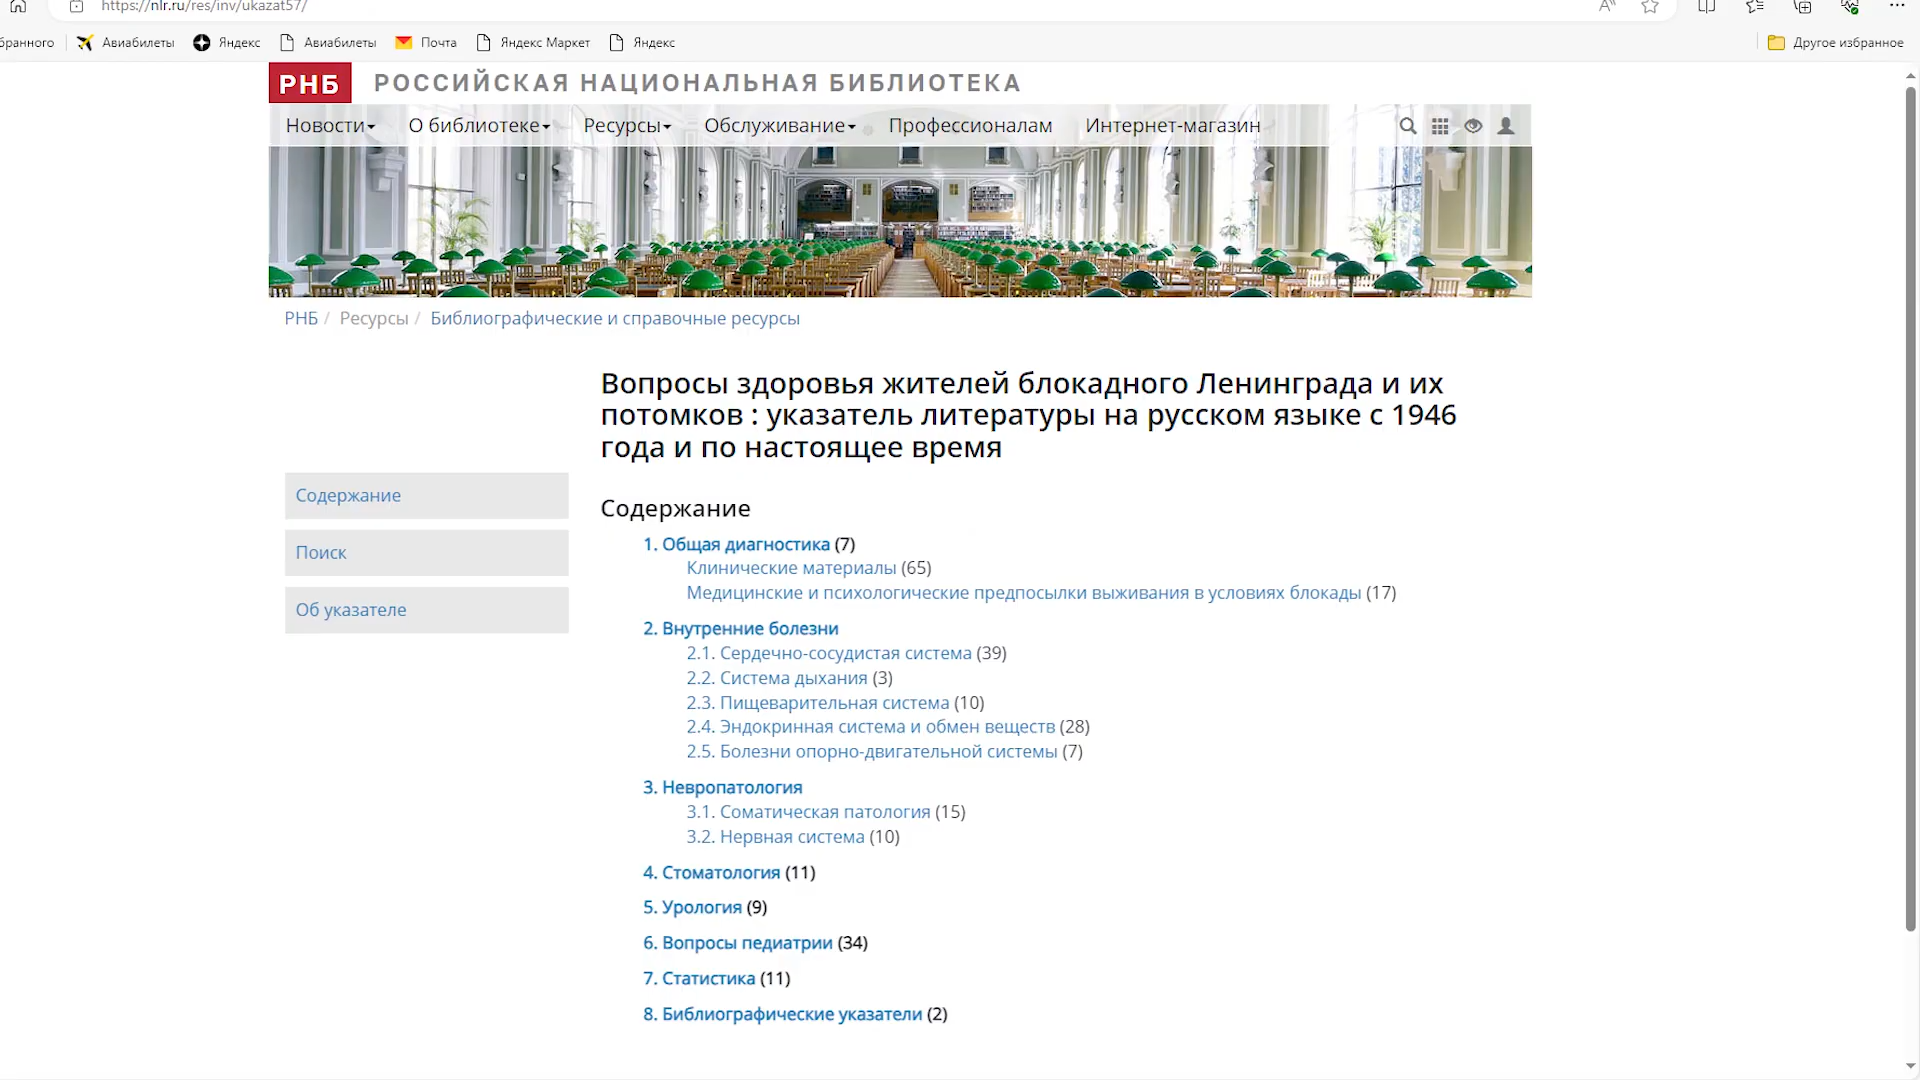 https://nlr.ru/res/inv/ukazat57/
бранного
Авиабилеты
Яндекс
Авиабилеты
Почта
Яндекс Маркет
Яндекс
Другое избранное
РНБ
РОССИЙСКАЯ НАЦИОНАЛЬНАЯ БИБЛИОТЕКА
Новости
О библиотеке
Ресурсы
Обслуживание
Профессионалам
Интернет-магазин
РНБ / Ресурсы / Библиографические и справочные ресурсы
Вопросы здоровья жителей блокадного Ленинграда и их
потомков : указатель литературы на русском языке с 1946
года и по настоящее время
Содержание
Поиск
Об указателе
Содержание
1. Общая диагностика (7)
Клинические материалы (65)
Медицинские и психологические предпосылки выживания в условиях блокады (17)
2. Внутренние болезни
2.1. Сердечно-сосудистая система (39)
2.2. Система дыхания (3)
2.3. Пищеварительная система (10)
2.4. Эндокринная система и обмен веществ (28)
2.5. Болезни опорно-двигательной системы (7)
3. Невропатология
3.1. Соматическая патология (15)
3.2. Нервная система (10)
4. Стоматология (11)
5. Урология (9)
6. Вопросы педиатрии (34)
7. Статистика (11)
8. Библиографические указатели (2)